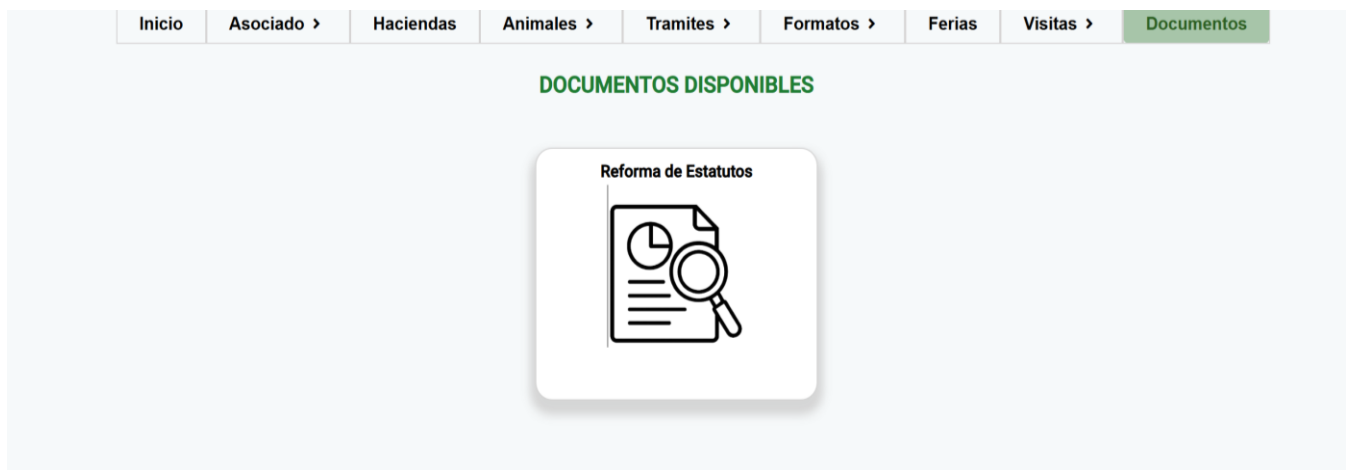 Inicio Asociado > Haciendas Animales > Tramites > Formatos > Ferias Visitas > Documentos
DOCUMENTOS DISPONIBLES
Reforma de Estatutos